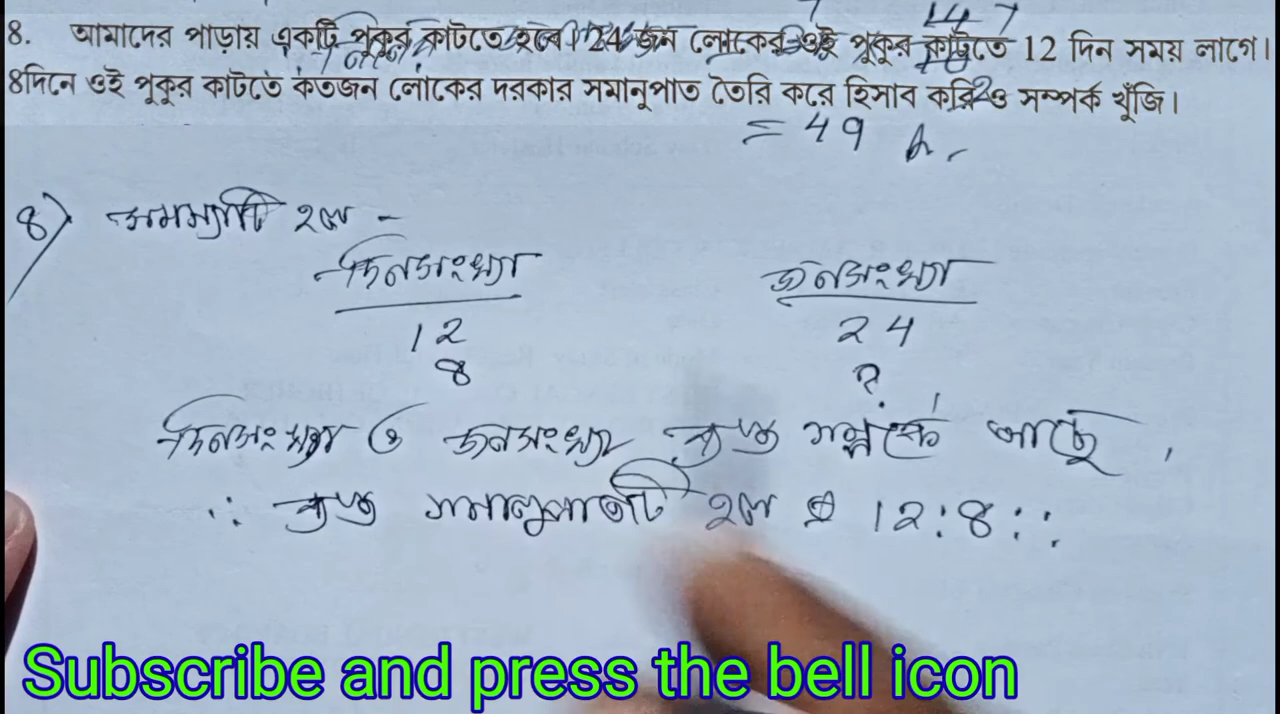 8. আমাদের পাড়ায় একটি পুকুর কাটতে হবে। 24 জন লোকের ওই পুকুর কাটতে 12 দিন সময় লাগে।
8দিনে ওই পুকুর কাটতে কতজন লোকের দরকার সমানুপাত তৈরি করে হিসাব করি ও সম্পর্ক খুঁজি।
= 49
8) সমস্যাটি হল -
দিনসংখ্যা জনসংখ্যা
12 24
8 ?
দিনসংখ্যা ও জনসংখ্যা ব্যস্ত সম্পর্কে আছে,
∴ ব্যস্ত সমানুপাতটি হল 12:8::
Subscribe and press the bell icon